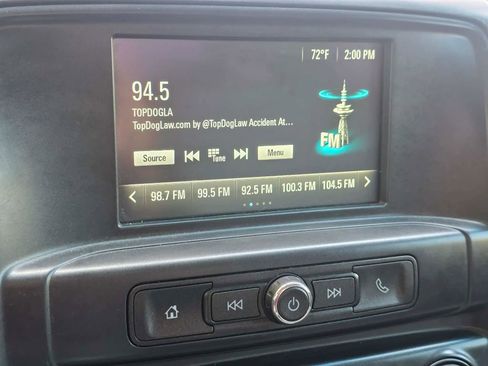 72°F 2:00 PM
94.5
TOPDOGLA
TopDogLaw.com by @TopDogLaw Accident At...
FM
Source Tune Menu
98.7 FM 99.5 FM 92.5 FM 100.3 FM 104.5 FM